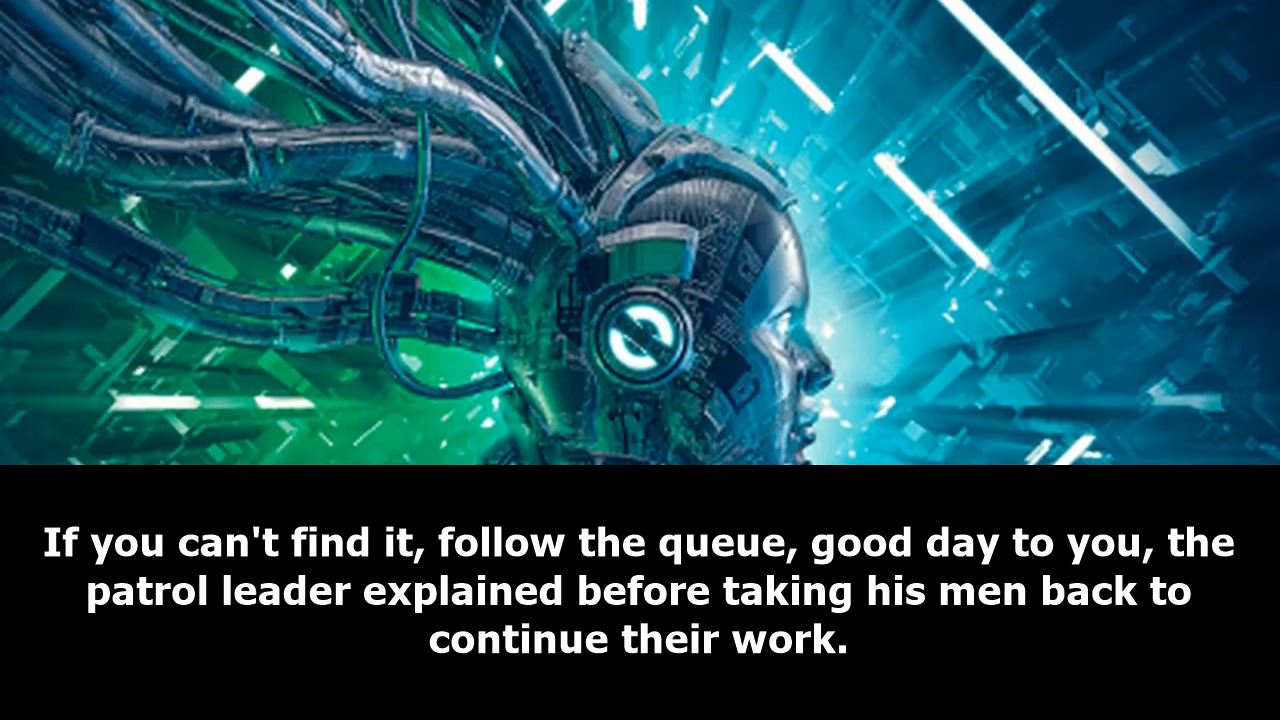 If you can't find it, follow the queue, good day to you, the
patrol leader explained before taking his men back to
continue their work.